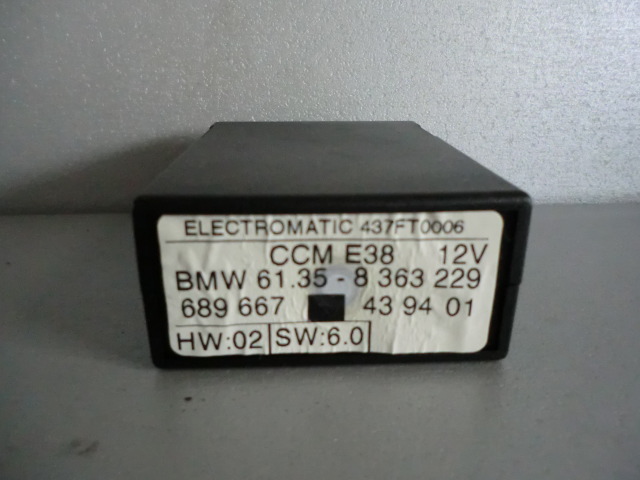 ELECTROMATIC 437FT0006
CCM E38 12V
BMW 61.35 - 8 363 229
689 667 43 94 01
HW:02 SW:6.0